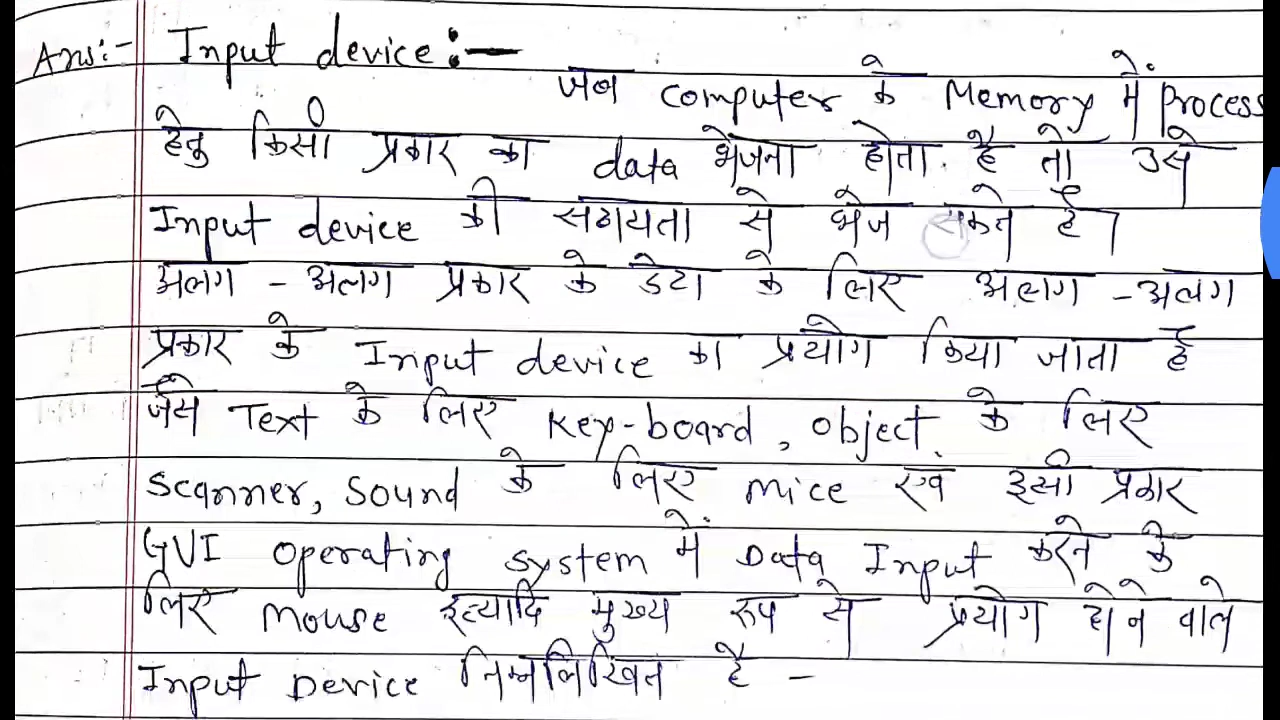 Ans:- Input device:-
जब computer के Memory में process
हेतु किसी प्रकार का data भेजना होता है तो उसे
Input device की सहायता से भेज सकते है।
अलग - अलग प्रकार के डेटा के लिए अलग - अलग
प्रकार के Input device का प्रयोग किया जाता है
जैसे Text के लिए Key-board, object के लिए
Scanner, Sound के लिए mice एवं इसी प्रकार
GUI operating system में Data Input करने के
लिए Mouse इत्यादि मुख्य रूप से प्रयोग होने वाले
Input Device निम्नलिखित है -